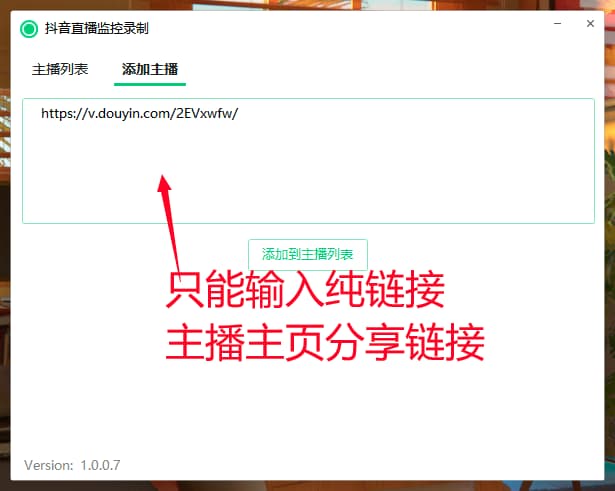 抖音直播监控录制
主播列表 添加主播
https://v.douyin.com/2EVxwfw/
添加到主播列表
只能输入纯链接
主播主页分享链接
Version: 1.0.0.7